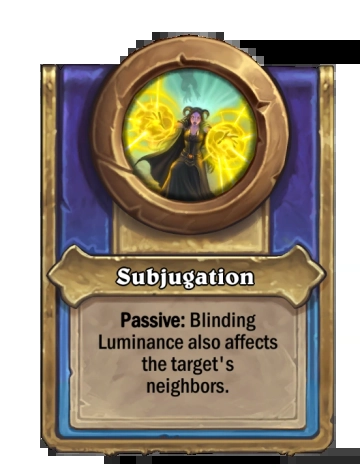 Subjugation
Passive: Blinding
Luminance also affects
the target's
neighbors.